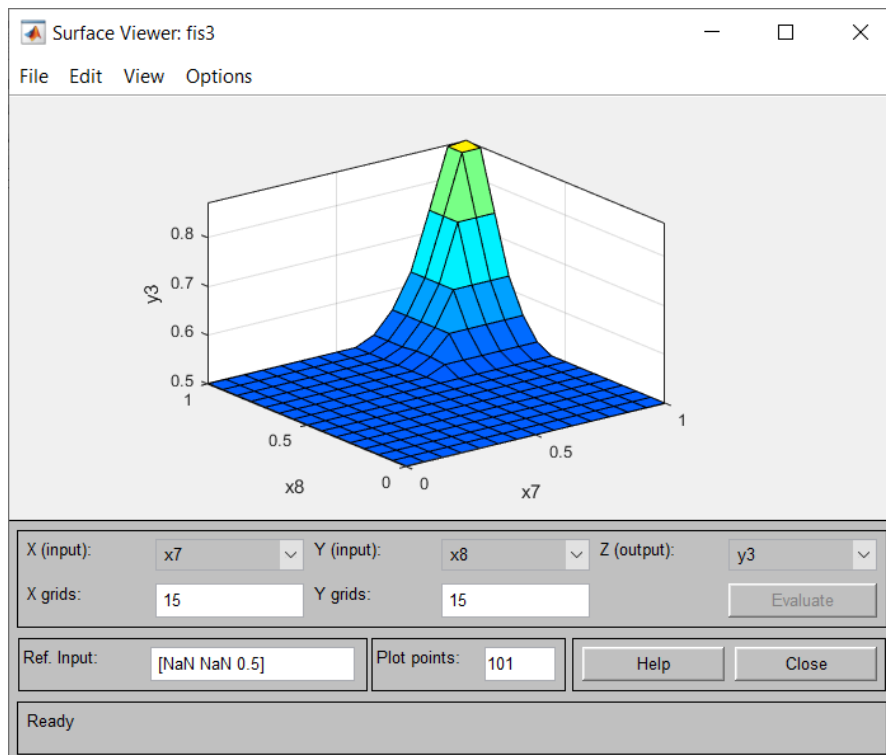 Surface Viewer: fis3
File Edit View Options
0.8
0.7
0.6
0.5
y3
1
0.5
0
x8
0
0.5
1
x7
X (input): x7 Y (input): x8 Z (output): y3
X grids: 15 Y grids: 15 Evaluate
Ref. Input: [NaN NaN 0.5] Plot points: 101 Help Close
Ready